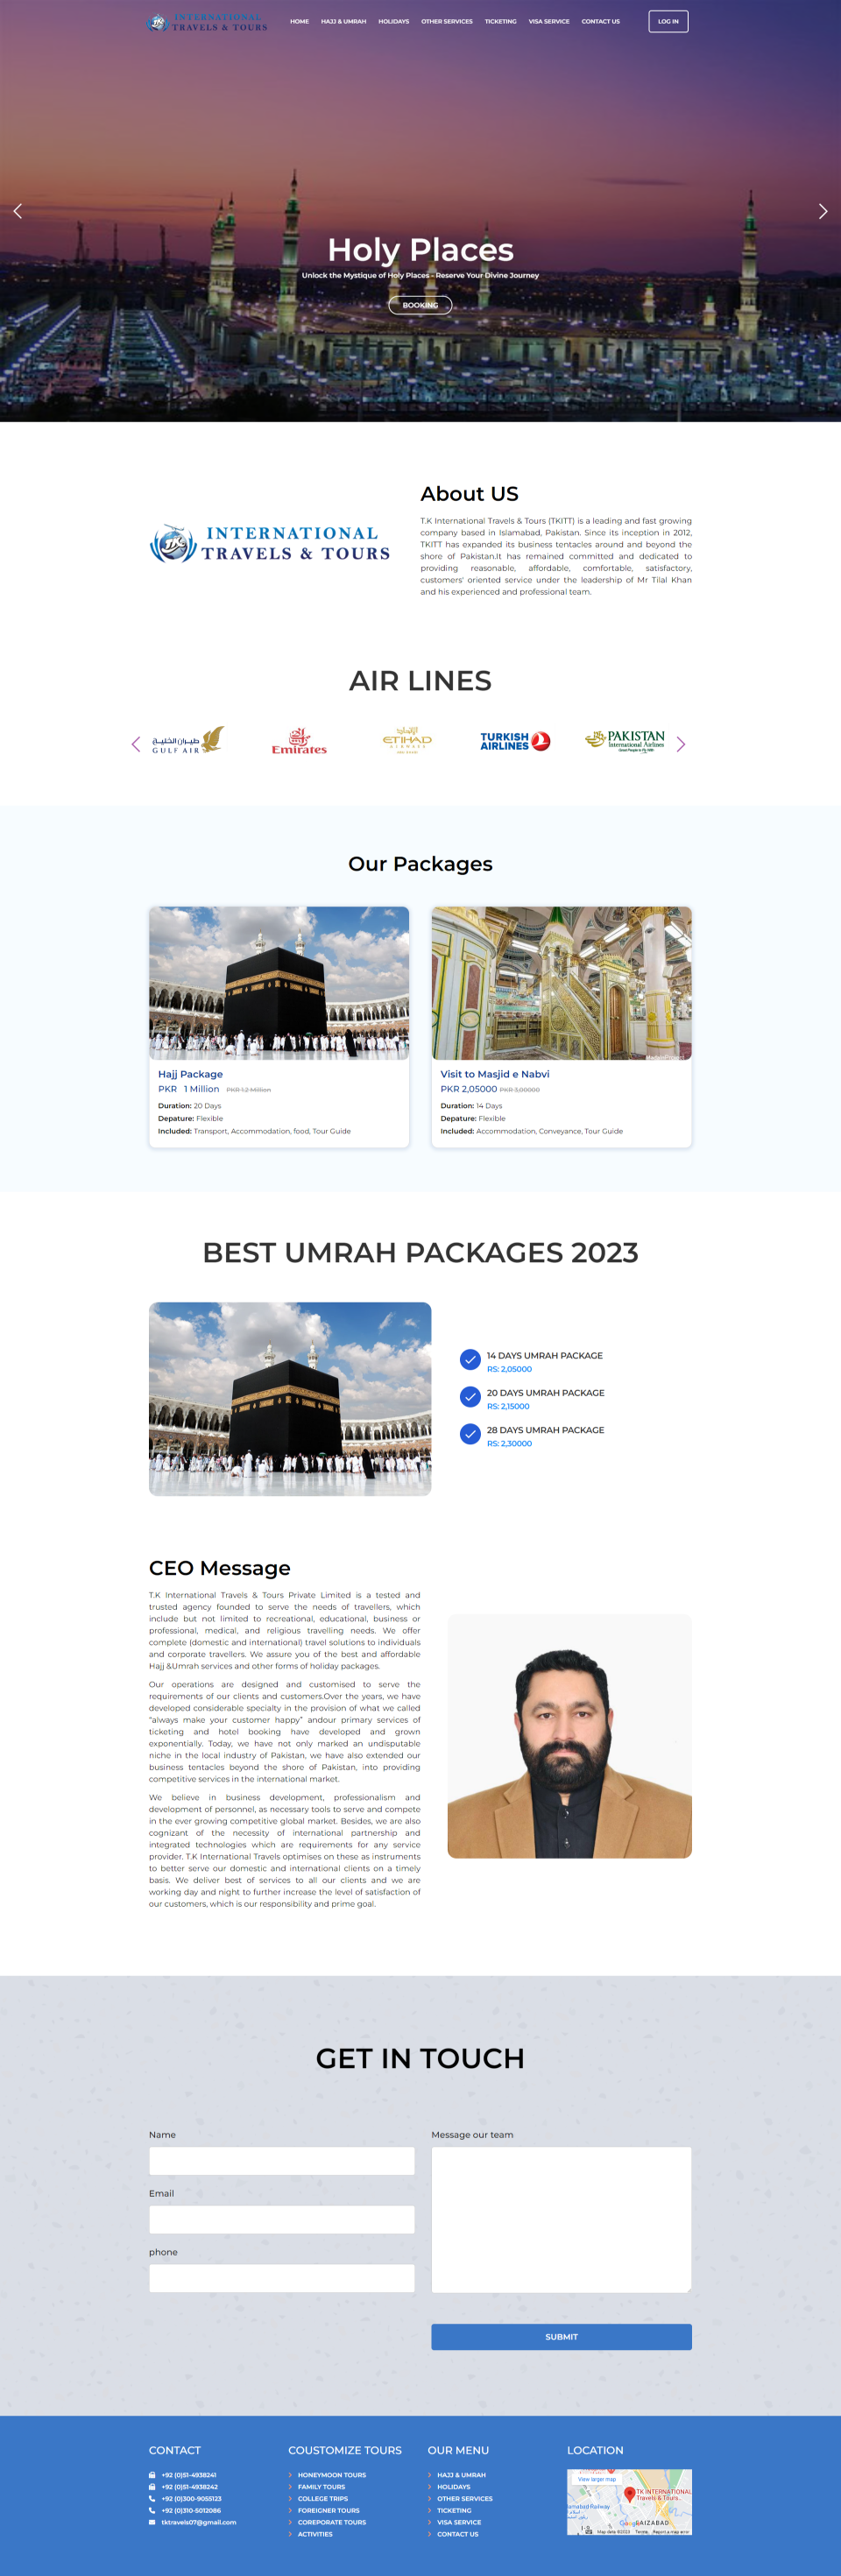 INTERNATIONAL
TRAVELS & TOURS
HOME HAJJ & UMRAH HOLIDAYS OTHER SERVICES TICKETING VISA SERVICE CONTACT US LOG IN
Holy Places
Unlock the Mystique of Holy Places - Reserve Your Divine Journey
BOOKING
INTERNATIONAL
TRAVELS & TOURS
About US
T.K International Travels & Tours (TKITT) is a leading and fast growing
company based in Islamabad, Pakistan. Since its inception in 2012,
TKITT has expanded its business tentacles around and beyond the
shore of Pakistan.It has remained committed and dedicated to
providing reasonable, affordable, comfortable, satisfactory,
customers' oriented service under the leadership of Mr Tilal Khan
and his experienced and professional team.
AIR LINES
طيران الخليج
GULF AIR
Emirates
ETIHAD
AIRWAYS
TURKISH
AIRLINES
PAKISTAN
International Airlines
Our Packages
Hajj Package
PKR 1 Million PKR 1.2 Million
Duration: 20 Days
Depature: Flexible
Included: Transport, Accommodation, food, Tour Guide
Visit to Masjid e Nabvi
PKR 2,05000 PKR 3,00000
Duration: 14 Days
Depature: Flexible
Included: Accommodation, Conveyance, Tour Guide
BEST UMRAH PACKAGES 2023
14 DAYS UMRAH PACKAGE
RS: 2,05000
20 DAYS UMRAH PACKAGE
RS: 2,15000
28 DAYS UMRAH PACKAGE
RS: 2,30000
CEO Message
T.K International Travels & Tours Private Limited is a tested and
trusted agency founded to serve the needs of travellers, which
include but not limited to recreational, educational, business or
professional, medical, and religious travelling needs. We offer
complete (domestic and international) travel solutions to individuals
and corporate travellers. We assure you of the best and affordable
Hajj &Umrah services and other forms of holiday packages.
Our operations are designed and customised to serve the
requirements of our clients and customers.Over the years, we have
developed considerable specialty in the provision of what we called
"always make your customer happy" andour primary services of
ticketing and hotel booking have developed and grown
exponentially. Today, we have not only marked an undisputable
niche in the local industry of Pakistan, we have also extended our
business tentacles beyond the shore of Pakistan, into providing
competitive services in the international market.
We believe in business development, professionalism and
development of personnel, as necessary tools to serve and compete
in the ever growing competitive global market. Besides, we are also
cognizant of the necessity of international partnership and
integrated technologies which are requirements for any service
provider. T.K International Travels optimises on these as instruments
to better serve our domestic and international clients on a timely
basis. We deliver best of services to all our clients and we are
working day and night to further increase the level of satisfaction of
our customers, which is our responsibility and prime goal.
GET IN TOUCH
Name
Email
phone
Message our team
SUBMIT
CONTACT
+92 (0)51-4938241
+92 (0)51-4938242
+92 (0)300-9055123
+92 (0)310-5012086
tktravels07@gmail.com
COUSTOMIZE TOURS
HONEYMOON TOURS
FAMILY TOURS
COLLEGE TRIPS
FOREIGNER TOURS
COREPORATE TOURS
ACTIVITIES
OUR MENU
HAJJ & UMRAH
HOLIDAYS
OTHER SERVICES
TICKETING
VISA SERVICE
CONTACT US
LOCATION
View larger map
TK INTERNATIONAL
Travels & Tours
FAIZABAD
Google
Map data ©2023 Terms Report a map error